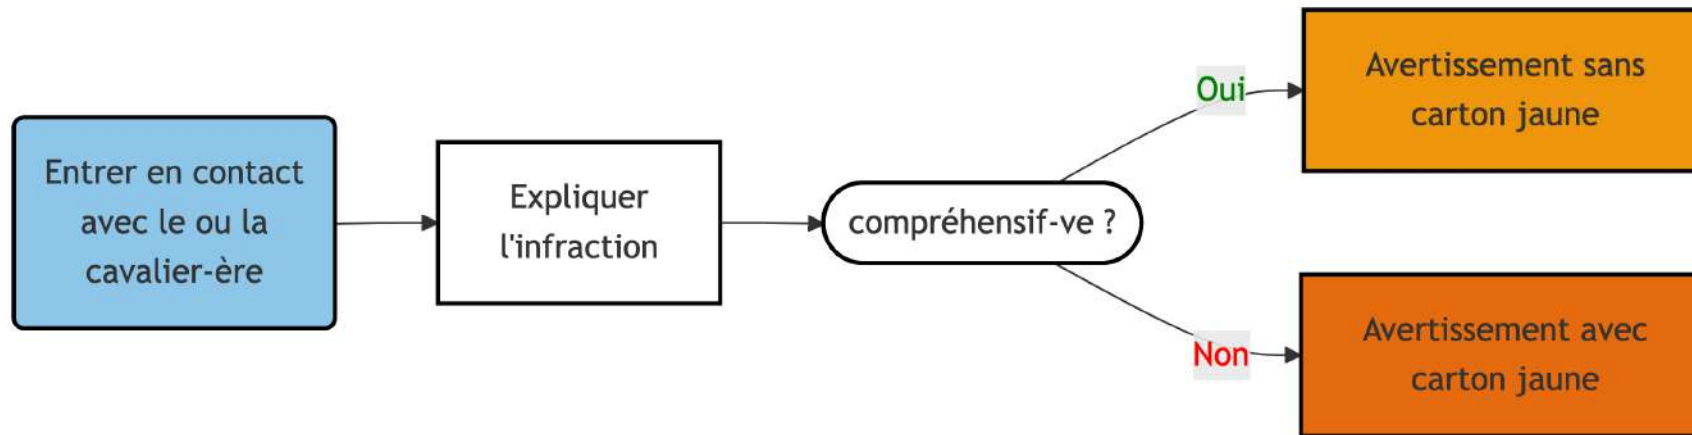 Entrer en contact
avec le ou la
cavalier-ère
Expliquer
l'infraction
compréhensif-ve ?
Oui
Avertissement sans
carton jaune
Non
Avertissement avec
carton jaune